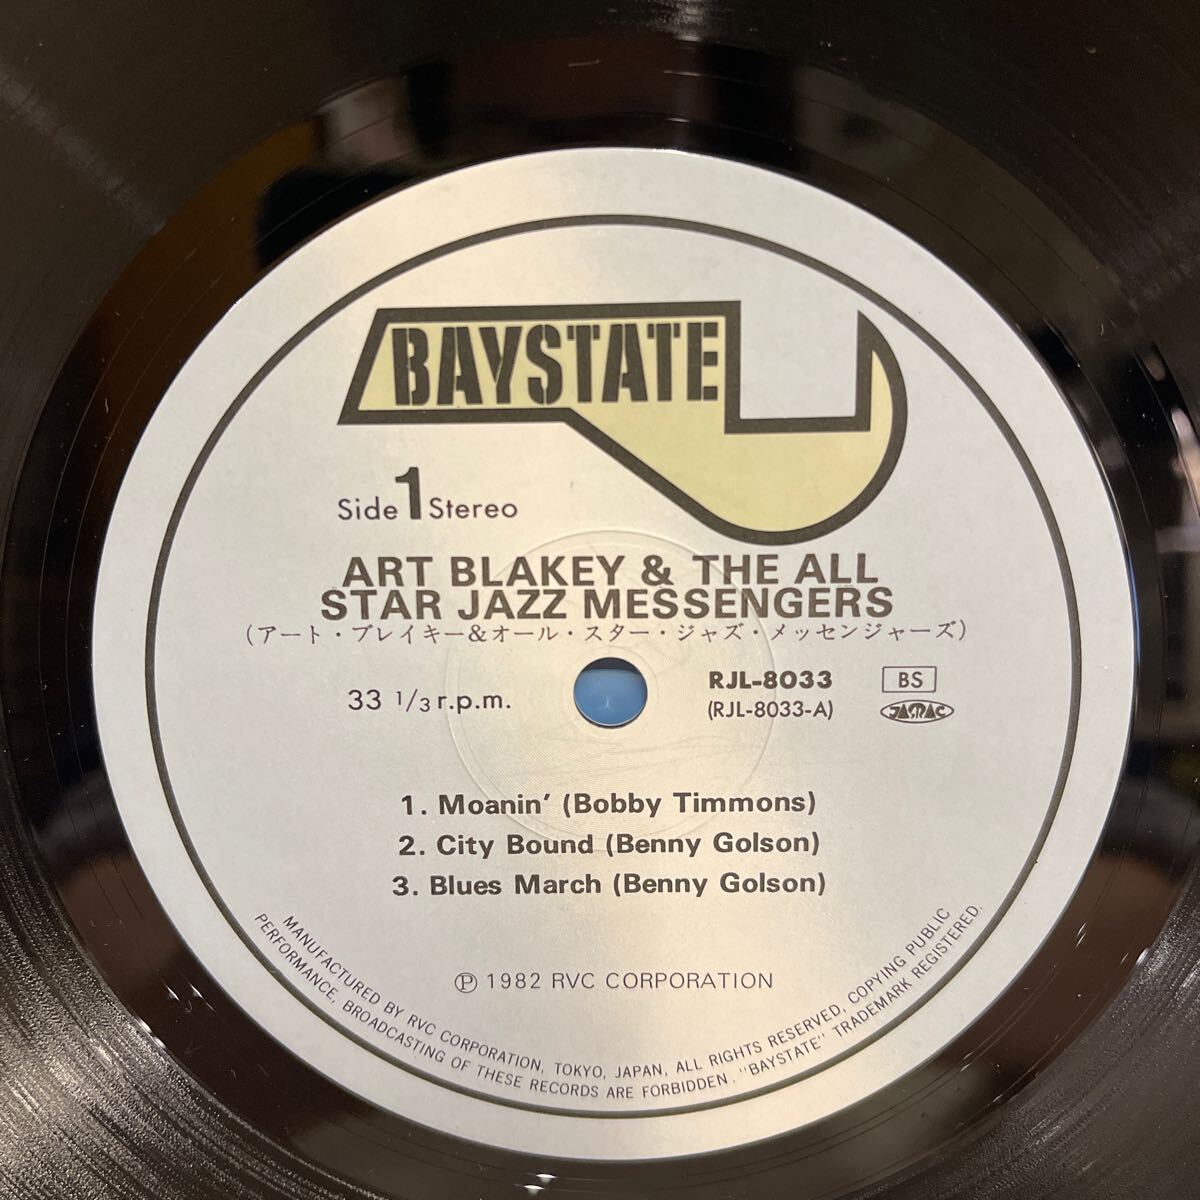 BAYSTATE
Side 1 Stereo
ART BLAKEY & THE ALL
STAR JAZZ MESSENGERS
(アート・ブレイキー&オール・スター・ジャズ・メッセンジャーズ)
33 1/3 r.p.m.
RJL-8033
(RJL-8033-A)
BS
JASRAC
1. Moanin' (Bobby Timmons)
2. City Bound (Benny Golson)
3. Blues March (Benny Golson)
Ⓟ 1982 RVC CORPORATION
MANUFACTURED BY RVC CORPORATION, TOKYO, JAPAN, ALL RIGHTS RESERVED, COPYING PUBLIC
PERFORMANCE, BROADCASTING OF THESE RECORDS ARE FORBIDDEN. "BAYSTATE" TRADEMARK REGISTERED.